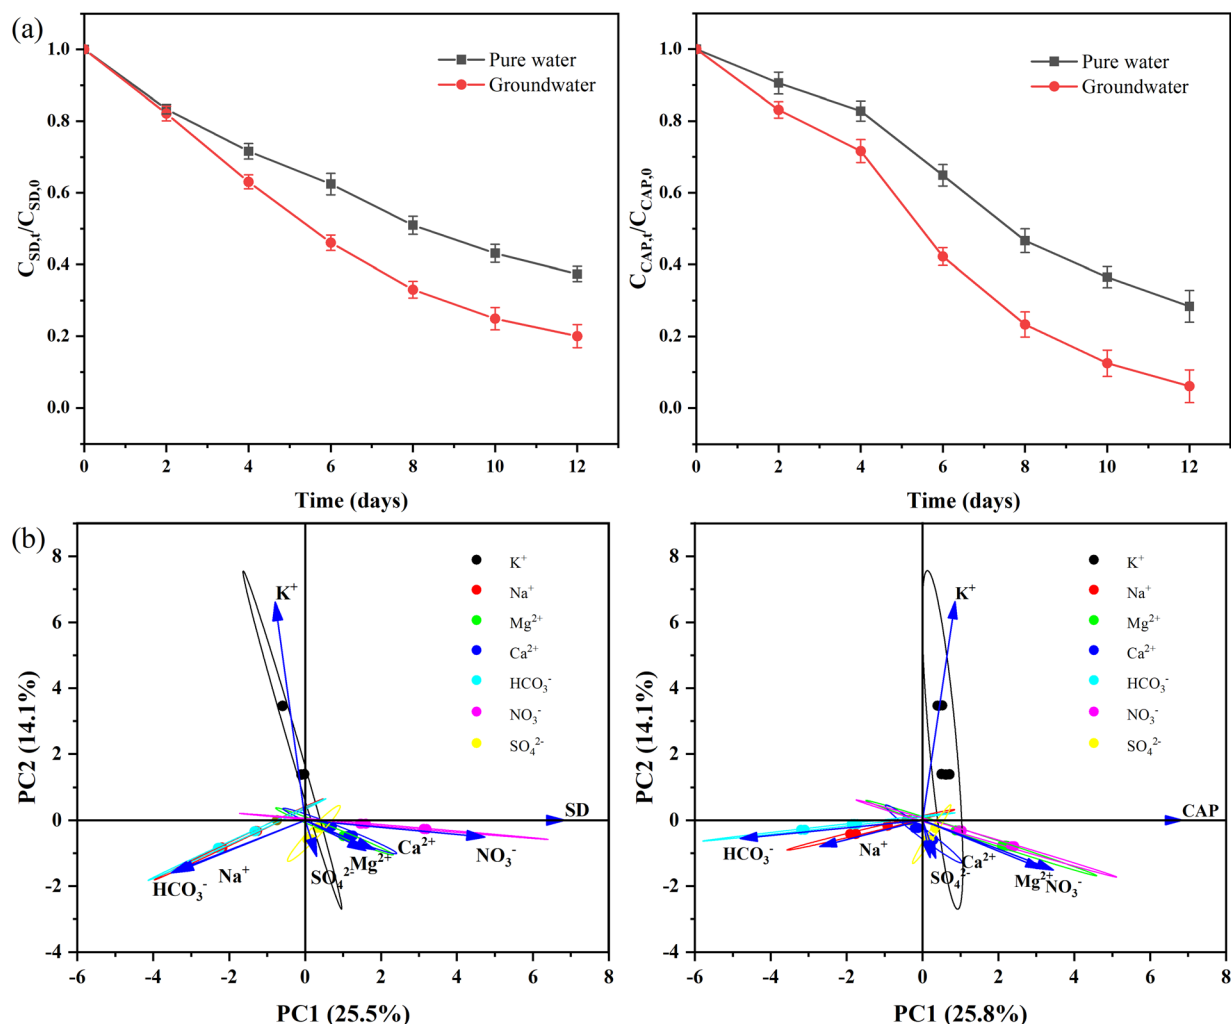 (a)
C_SD,t/C_SD,0
1.0
0.8
0.6
0.4
0.2
0.0
Pure water
Groundwater
0 2 4 6 8 10 12
Time (days)
C_CAP,t/C_CAP,0
1.0
0.8
0.6
0.4
0.2
0.0
Pure water
Groundwater
0 2 4 6 8 10 12
Time (days)
(b)
PC2 (14.1%)
8
6
4
2
0
-2
-4
K⁺
K⁺
Na⁺
Mg²⁺
Ca²⁺
HCO₃⁻
NO₃⁻
SO₄²⁻
SD
Ca²⁺
NO₃⁻
Mg²⁺
SO₄²⁻
Na⁺
HCO₃⁻
-6 -4 -2 0 2 4 6 8
PC1 (25.5%)
PC2 (14.1%)
8
6
4
2
0
-2
-4
K⁺
K⁺
Na⁺
Mg²⁺
Ca²⁺
HCO₃⁻
NO₃⁻
SO₄²⁻
CAP
HCO₃⁻
Na⁺
SO₄²⁻
Ca²⁺
Mg²⁺
NO₃⁻
-6 -4 -2 0 2 4 6 8
PC1 (25.8%)